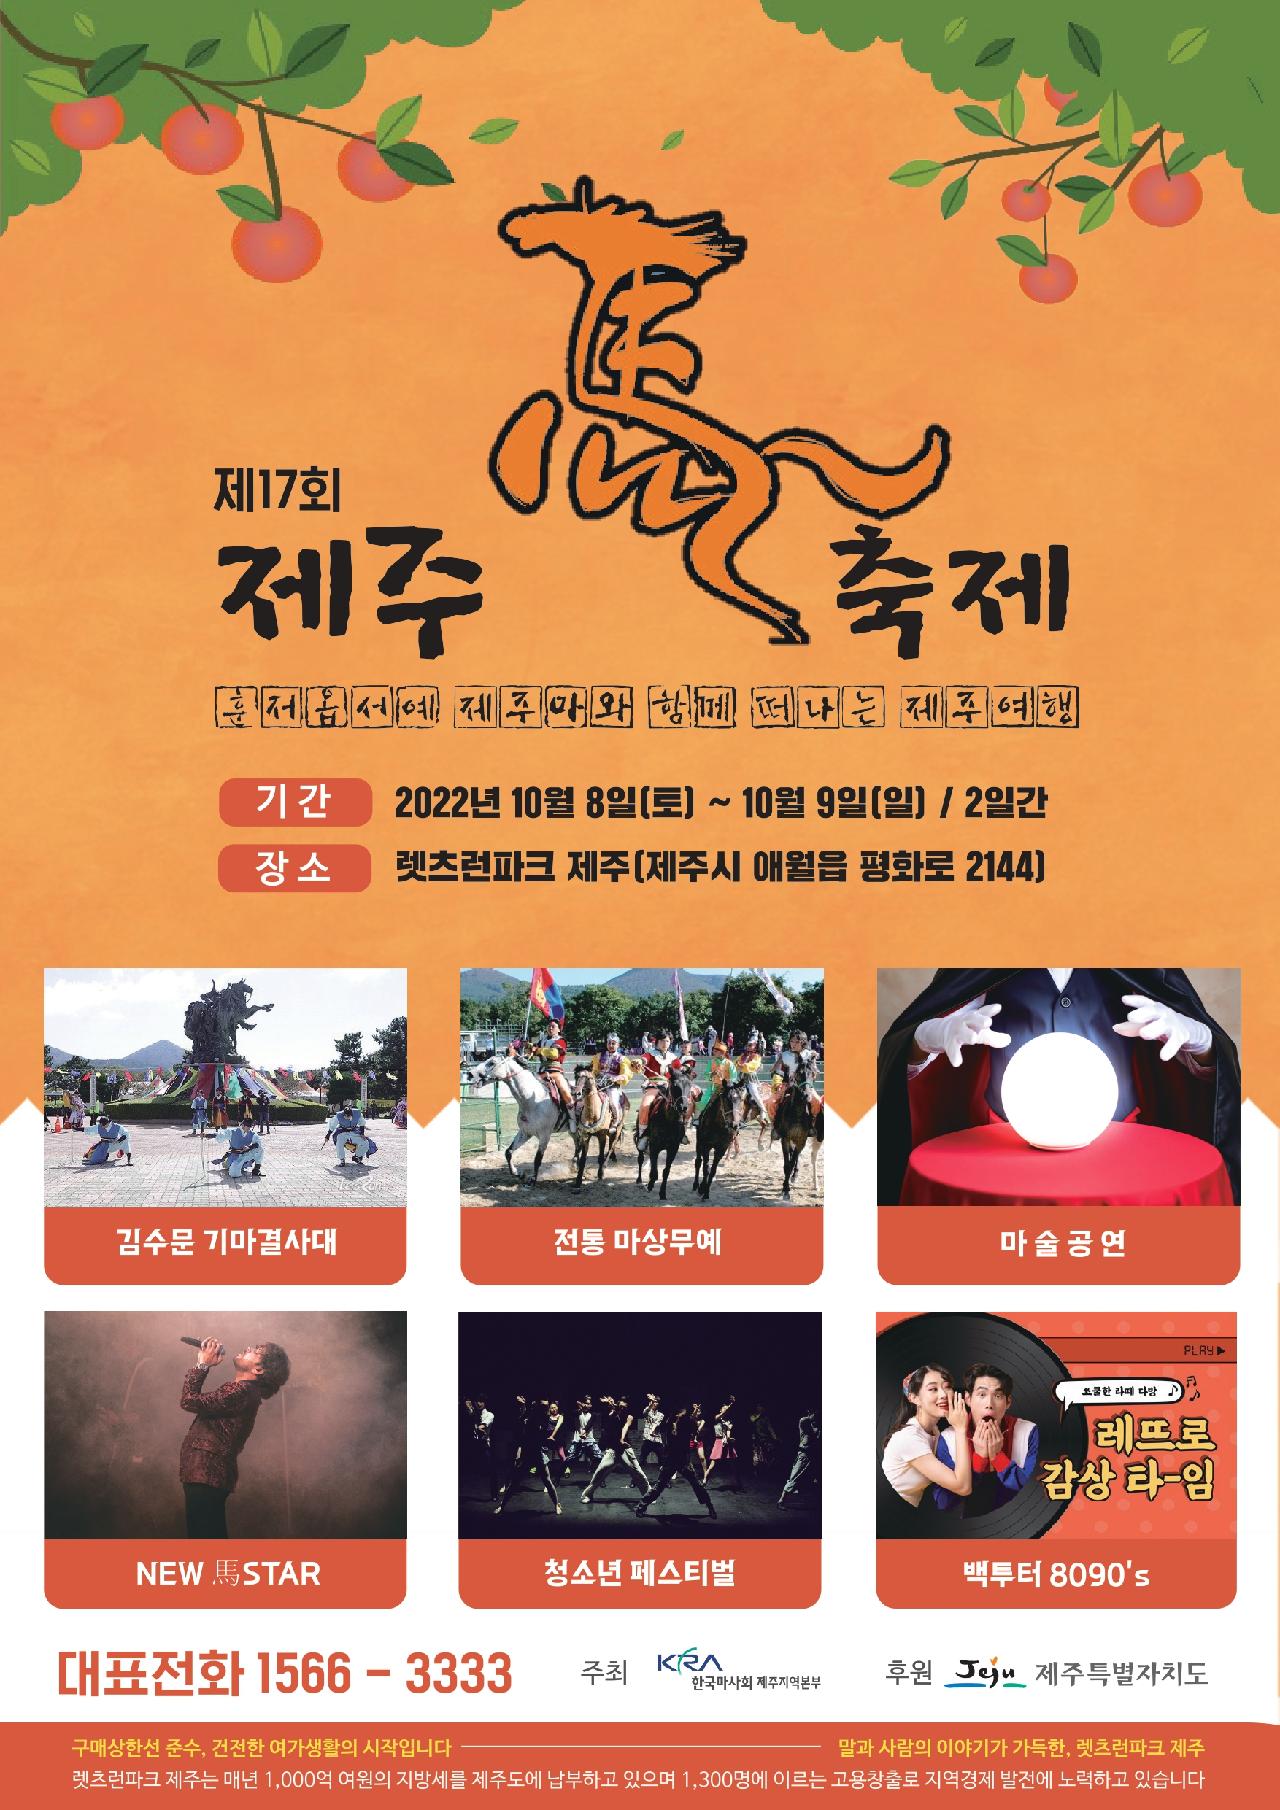 제17회
제주 馬 축제
혼저옵서예 제주마와 함께 떠나는 제주여행
기간 2022년 10월 8일(토) ~ 10월 9일(일) / 2일간
장소 렛츠런파크 제주(제주시 애월읍 평화로 2144)
김수문 기마결사대
전통 마상무예
마술공연
PLAY▶
쏘쿨한 라떼 다방
레뜨로
감상 타-임
NEW 馬STAR
청소년 페스티벌
백투터 8090's
대표전화 1566 - 3333
주최 KRA 한국마사회 제주지역본부
후원 Jeju 제주특별자치도
구매상한선 준수, 건전한 여가생활의 시작입니다
말과 사람의 이야기가 가득한, 렛츠런파크 제주
렛츠런파크 제주는 매년 1,000억 여원의 지방세를 제주도에 납부하고 있으며 1,300명에 이르는 고용창출로 지역경제 발전에 노력하고 있습니다